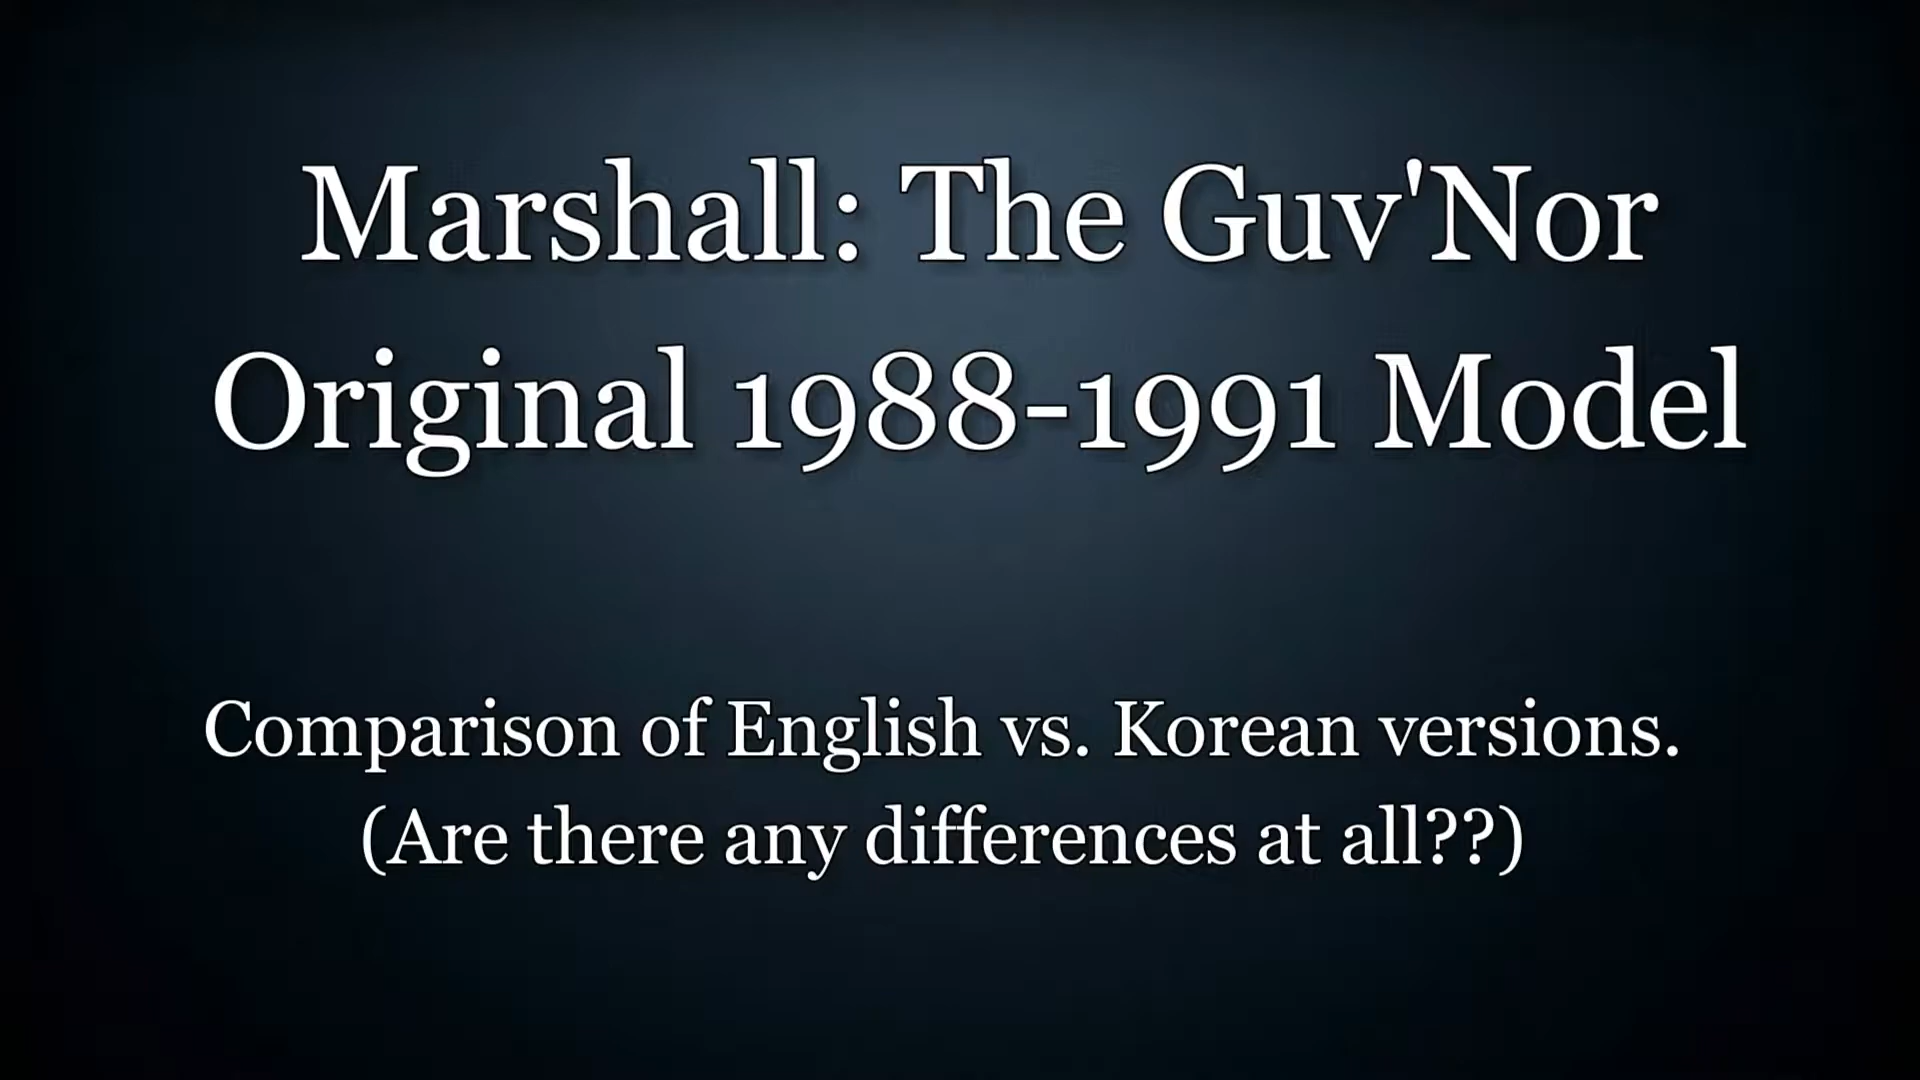 Marshall: The Guv'Nor
Original 1988-1991 Model
Comparison of English vs. Korean versions.
(Are there any differences at all??)